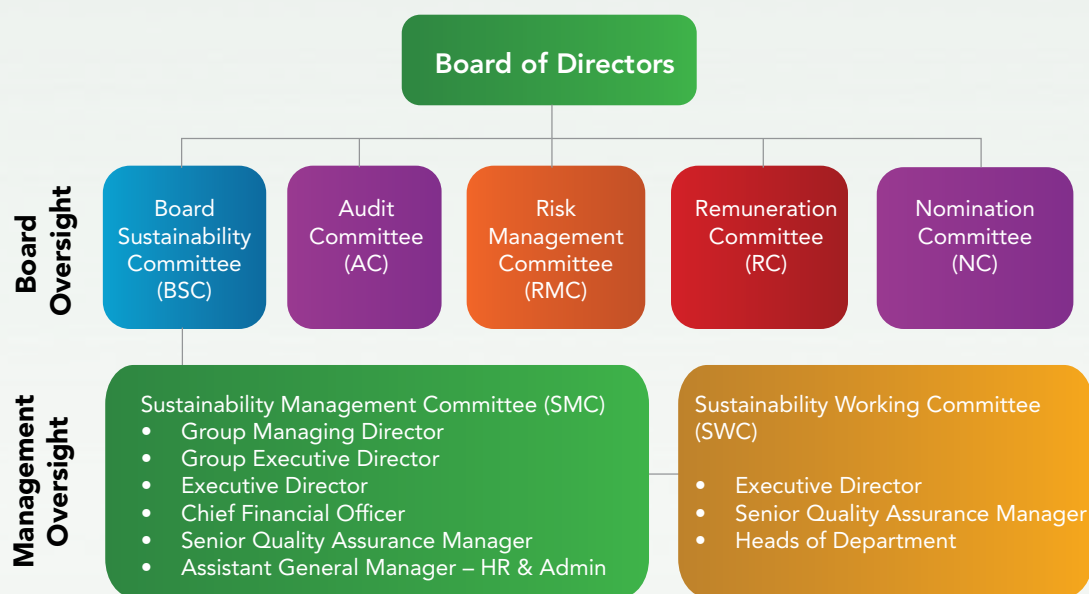 Board of Directors
Board
Oversight
Board
Sustainability
Committee
(BSC)
Audit
Committee
(AC)
Risk
Management
Committee
(RMC)
Remuneration
Committee
(RC)
Nomination
Committee
(NC)
Management
Oversight
Sustainability Management Committee (SMC)
• Group Managing Director
• Group Executive Director
• Executive Director
• Chief Financial Officer
• Senior Quality Assurance Manager
• Assistant General Manager – HR & Admin
Sustainability Working Committee
(SWC)
• Executive Director
• Senior Quality Assurance Manager
• Heads of Department